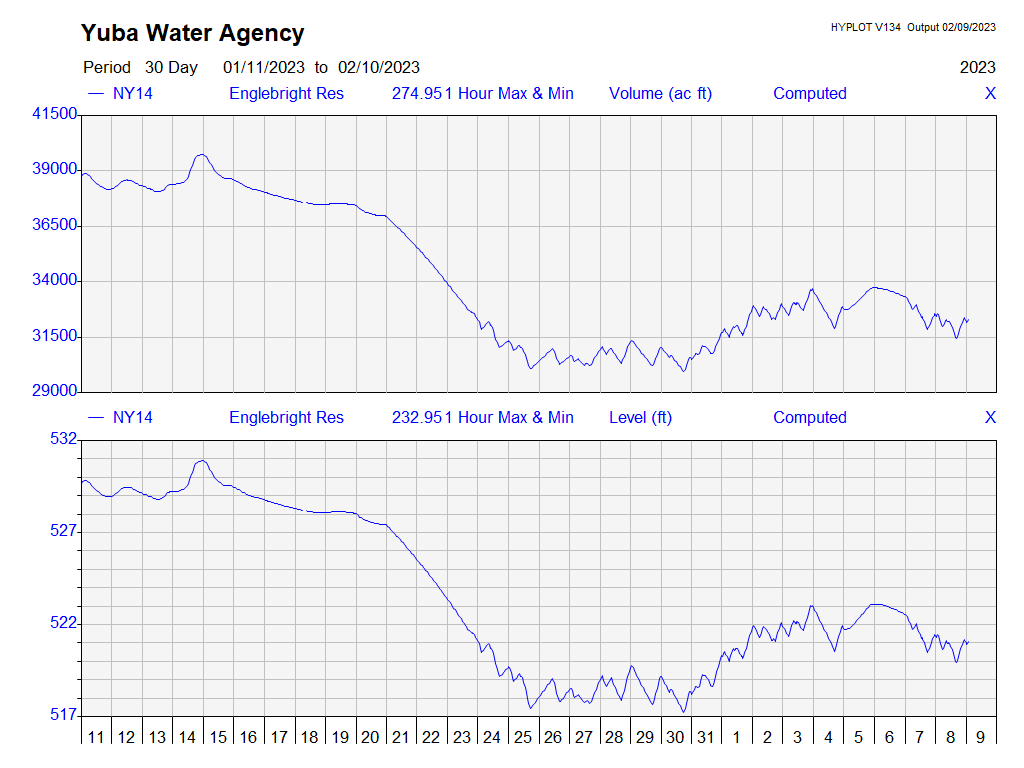 Yuba Water Agency
HYPLOT V134 Output 02/09/2023
Period 30 Day 01/11/2023 to 02/10/2023 2023
NY14 Englebright Res 274.951 Hour Max & Min Volume (ac ft) Computed X
41500
39000
36500
34000
31500
29000
NY14 Englebright Res 232.951 Hour Max & Min Level (ft) Computed X
532
527
522
517
11 12 13 14 15 16 17 18 19 20 21 22 23 24 25 26 27 28 29 30 31 1 2 3 4 5 6 7 8 9